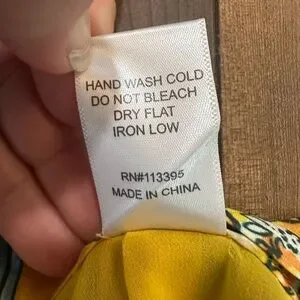 HAND WASH COLD
DO NOT BLEACH
DRY FLAT
IRON LOW
RN#113395
MADE IN CHINA